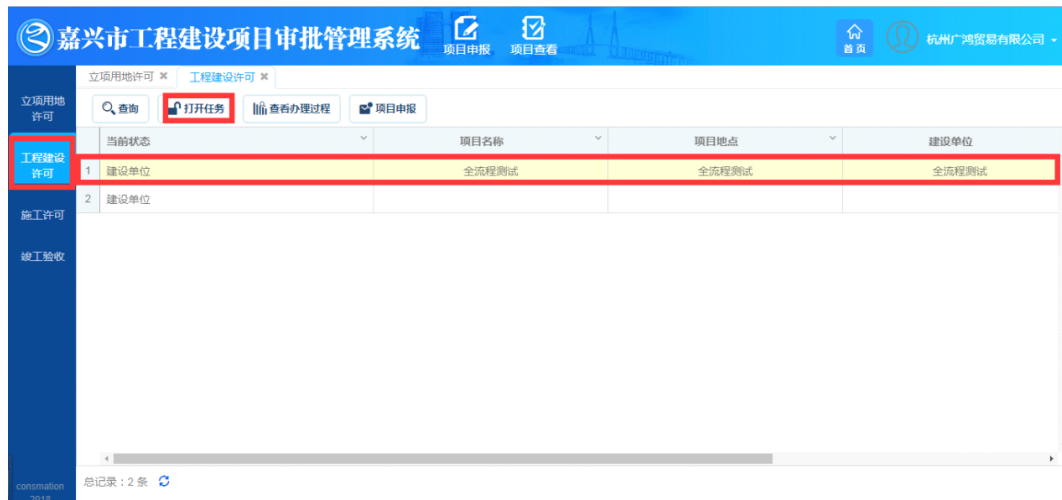 嘉兴市工程建设项目审批管理系统
项目申报
项目查看
首页
杭州广鸿贸易有限公司
立项用地许可
工程建设许可
立项用地
许可
工程建设
许可
施工许可
竣工验收
查询
打开任务
查看办理过程
项目申报
当前状态 项目名称 项目地点 建设单位
1 建设单位 全流程测试 全流程测试 全流程测试
2 建设单位
总记录：2 条
consmation
2018